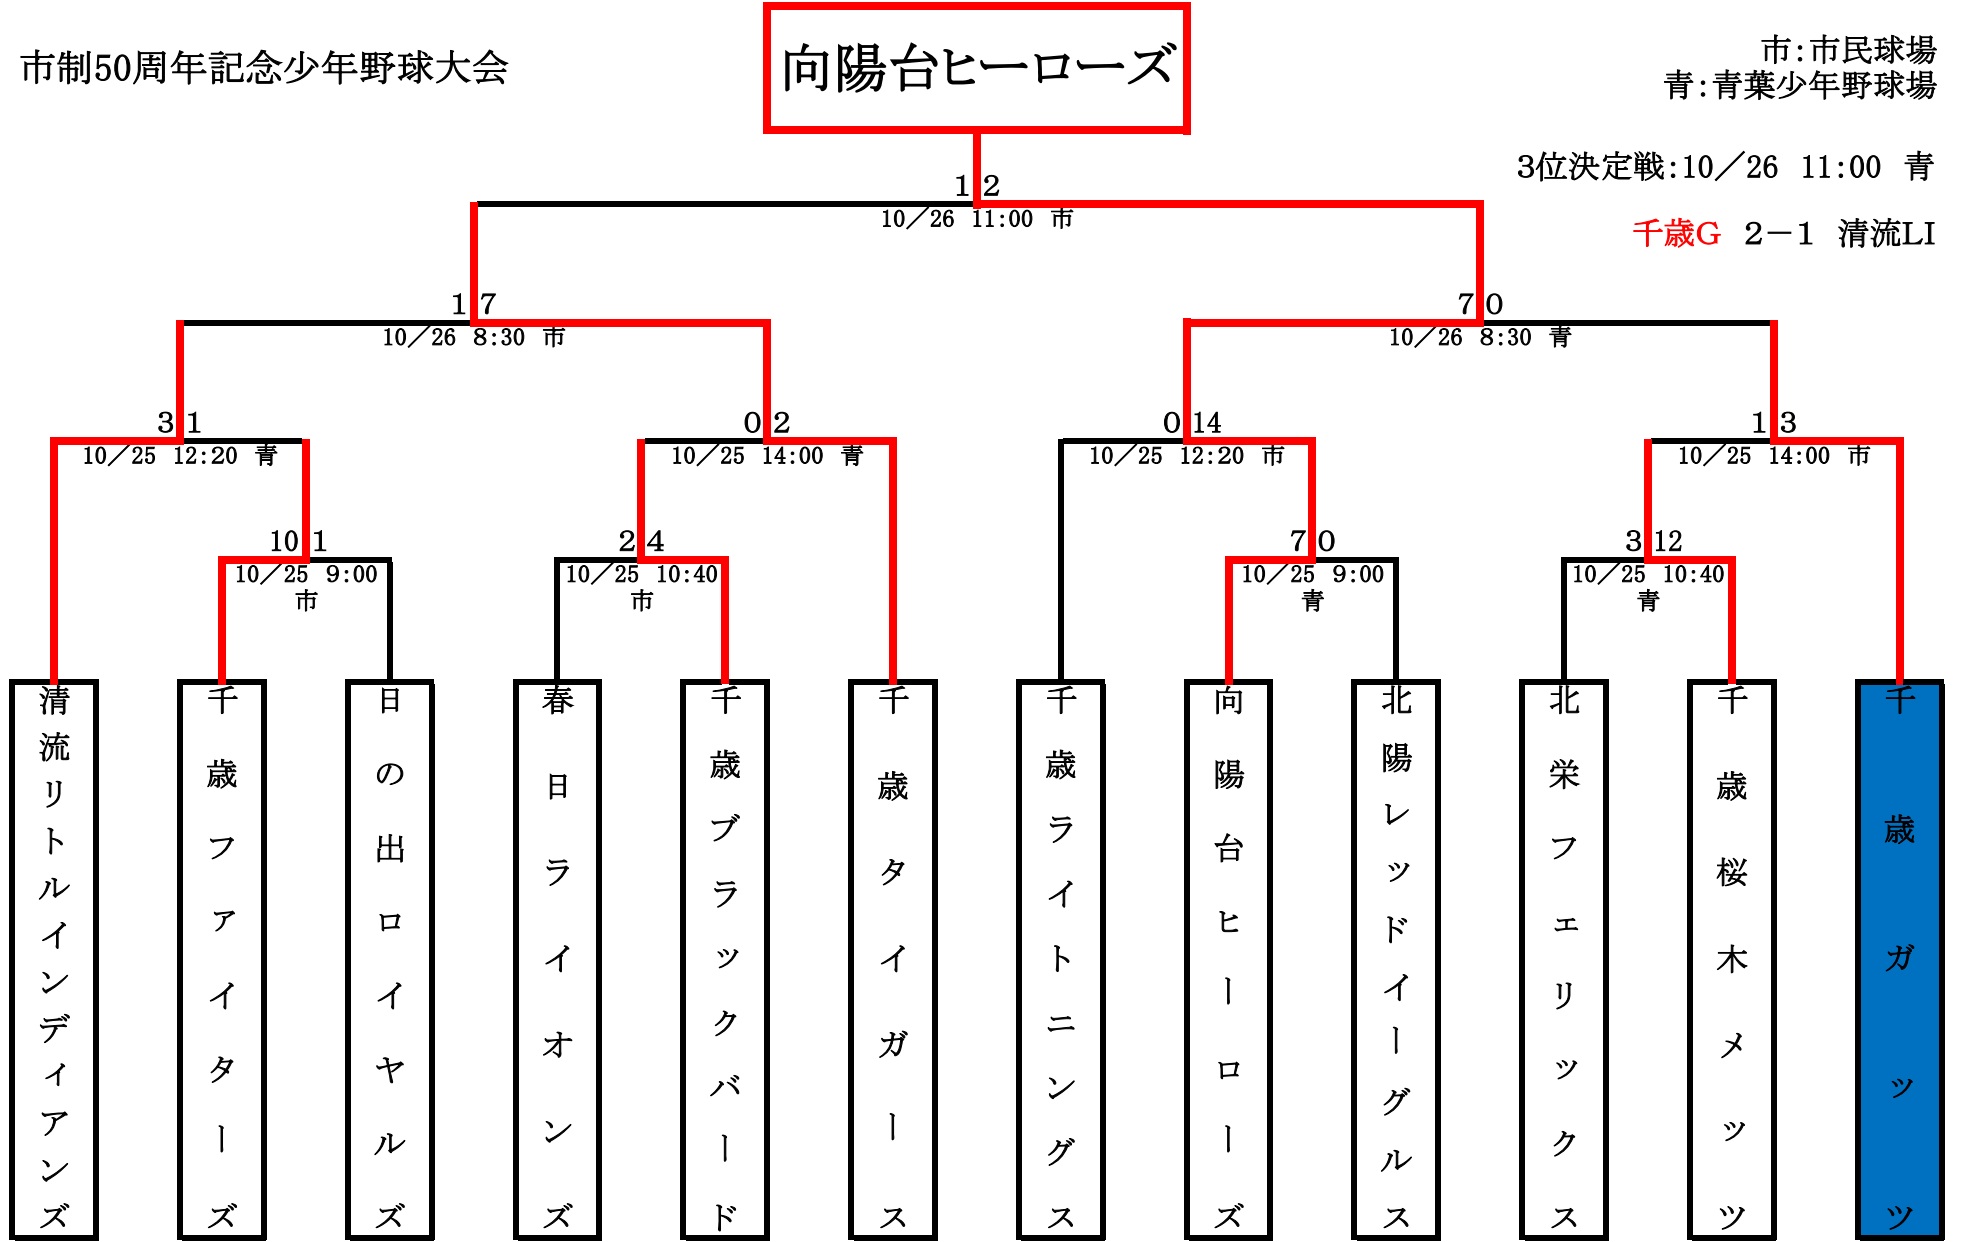 市制50周年記念少年野球大会
向陽台ヒーローズ
市:市民球場
青:青葉少年野球場
3位決定戦:10／26 11:00 青
千歳G 2－1 清流LI
1 2
10／26 11:00 市
1 7
10／26 8:30 市
7 0
10／26 8:30 青
3 1
10／25 12:20 青
0 2
10／25 14:00 青
0 14
10／25 12:20 市
1 3
10／25 14:00 市
10 1
10／25 9:00
市
2 4
10／25 10:40
市
7 0
10／25 9:00
青
3 12
10／25 10:40
青
清流リトルインディアンズ
千歳ファイターズ
日の出ロイヤルズ
春日ライオンズ
千歳ブラックバード
千歳タイガース
千歳ライトニングス
向陽台ヒーローズ
北陽レッドイーグルス
北栄フェリックス
千歳桜木メッツ
千歳ガッツ